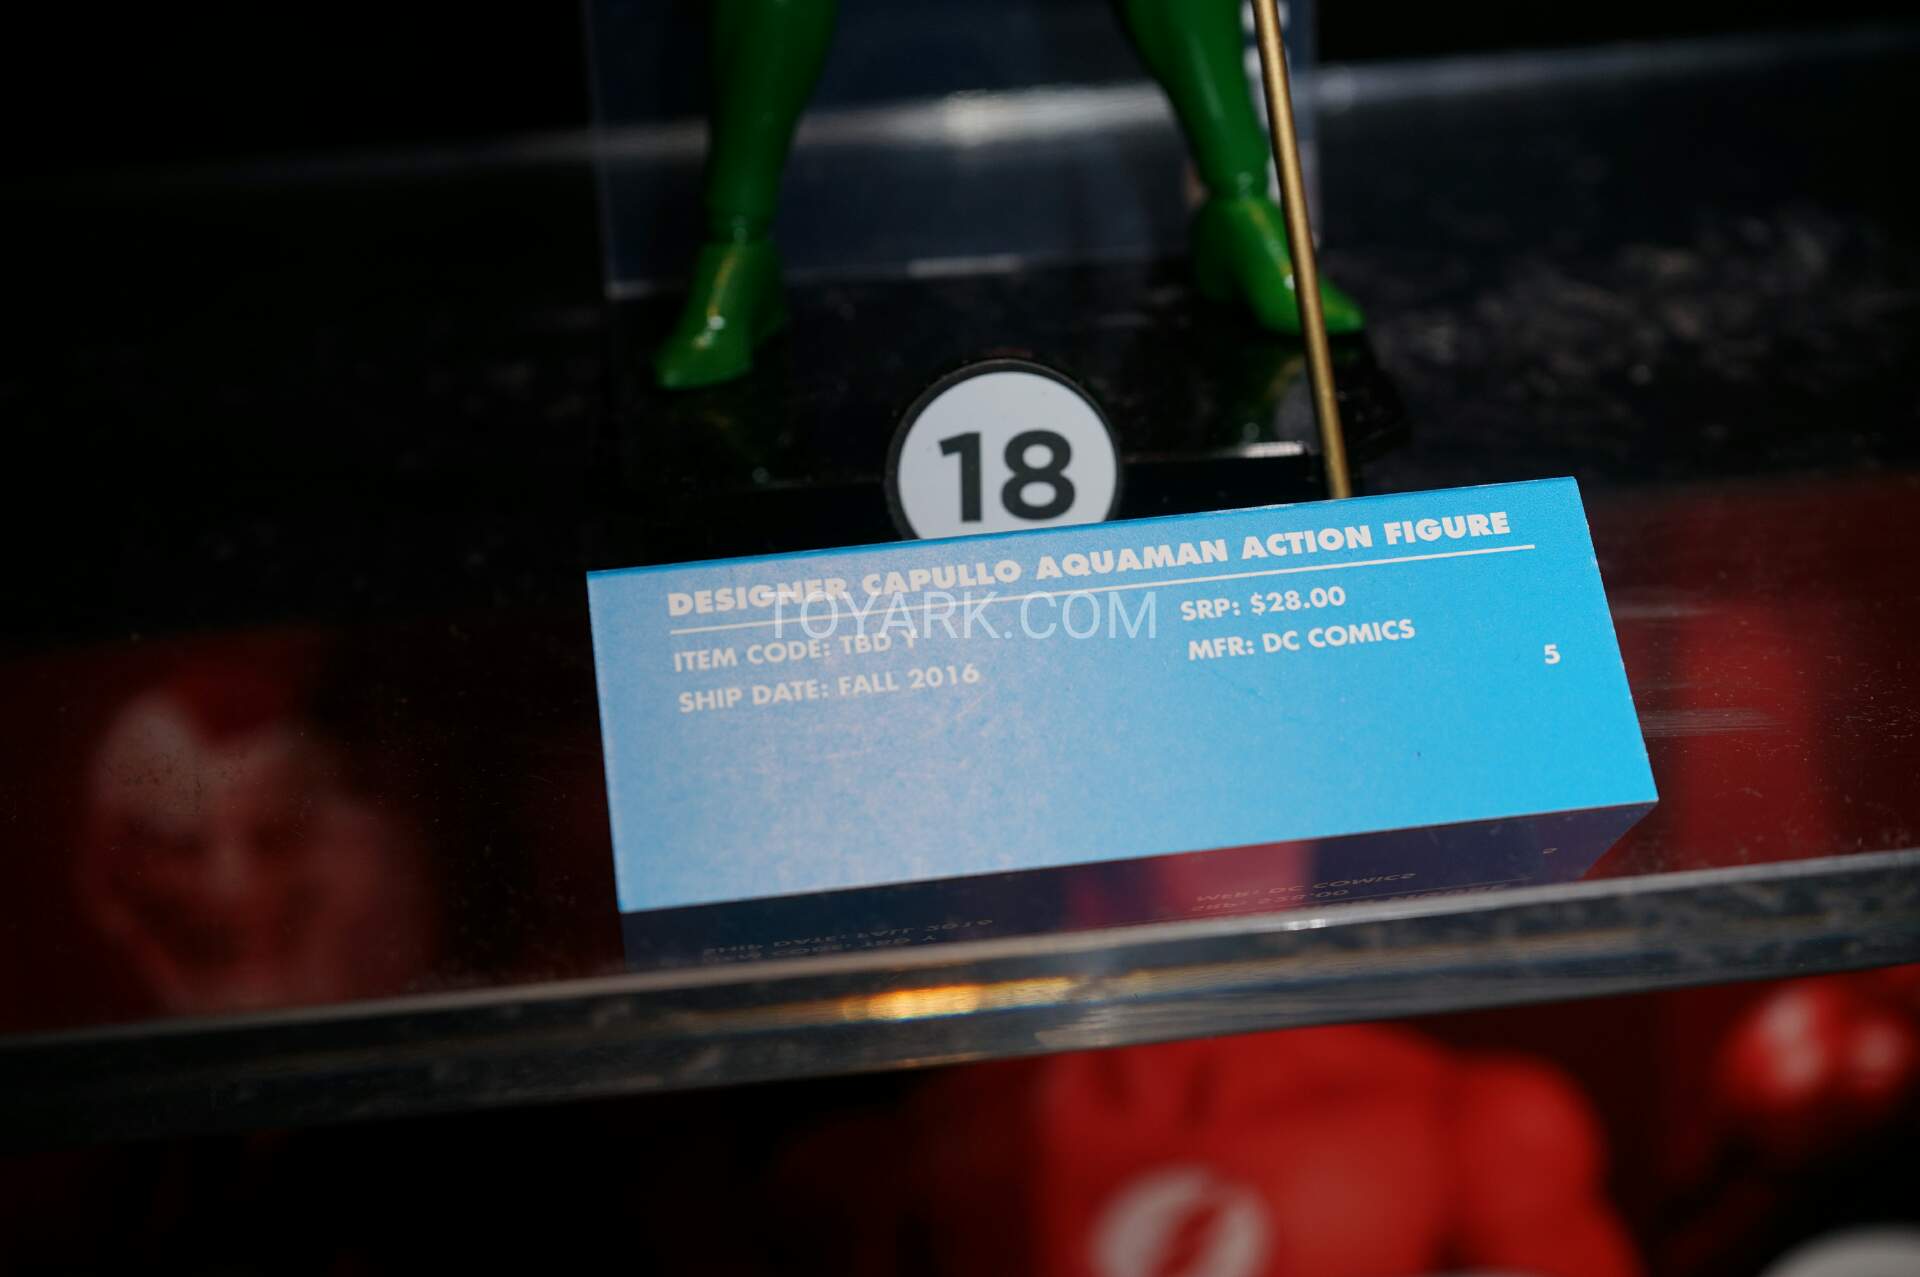 18
DESIGNER CAPULLO AQUAMAN ACTION FIGURE
TOYARK.COM
ITEM CODE: TBD Y
SRP: $28.00
SHIP DATE: FALL 2016
MFR: DC COMICS
5